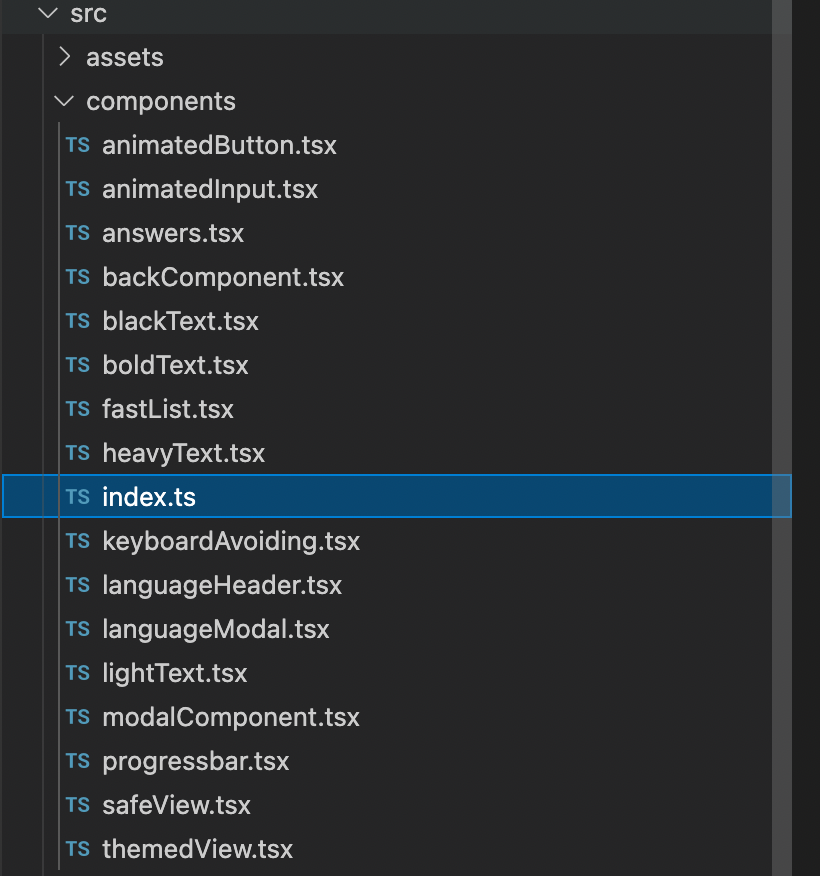 src
assets
components
TS animatedButton.tsx
TS animatedInput.tsx
TS answers.tsx
TS backComponent.tsx
TS blackText.tsx
TS boldText.tsx
TS fastList.tsx
TS heavyText.tsx
TS index.ts
TS keyboardAvoiding.tsx
TS languageHeader.tsx
TS languageModal.tsx
TS lightText.tsx
TS modalComponent.tsx
TS progressbar.tsx
TS safeView.tsx
TS themedView.tsx